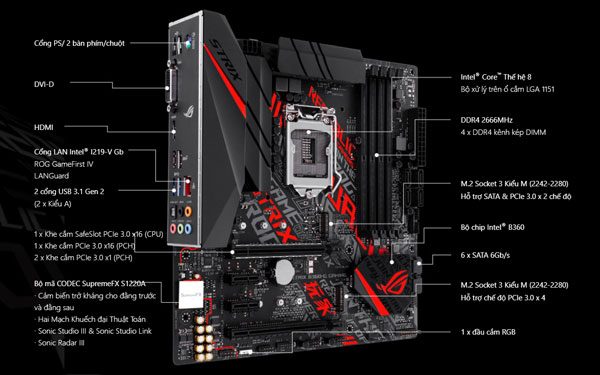 Cổng PS/ 2 bàn phím/chuột
DVI-D
HDMI
Cổng LAN Intel® I219-V Gb
ROG GameFirst IV
LANGuard
2 cổng USB 3.1 Gen 2
(2 x Kiểu A)
1 x Khe cắm SafeSlot PCIe 3.0 x16 (CPU)
1 x Khe cắm PCIe 3.0 x16 (PCH)
2 x Khe cắm PCIe 3.0 x1 (PCH)
Bộ mã CODEC SupremeFX S1220A
· Cảm biến trở kháng cho đằng trước
và đằng sau
· Hai Mạch Khuếch đại Thuật Toán
· Sonic Studio III & Sonic Studio Link
· Sonic Radar III
STRIX
STRIX
STRIX B360-G GAMING
玩家
Intel® Core™ Thế hệ 8
Bộ xử lý trên ổ cắm LGA 1151
DDR4 2666MHz
4 x DDR4 kênh kép DIMM
M.2 Socket 3 Kiểu M (2242-2280)
Hỗ trợ SATA & PCIe 3.0 x 2 chế độ
Bộ chip Intel® B360
6 x SATA 6Gb/s
M.2 Socket 3 Kiểu M (2242-2280)
Hỗ trợ chế độ PCIe 3.0 x 4
1 x đầu cắm RGB